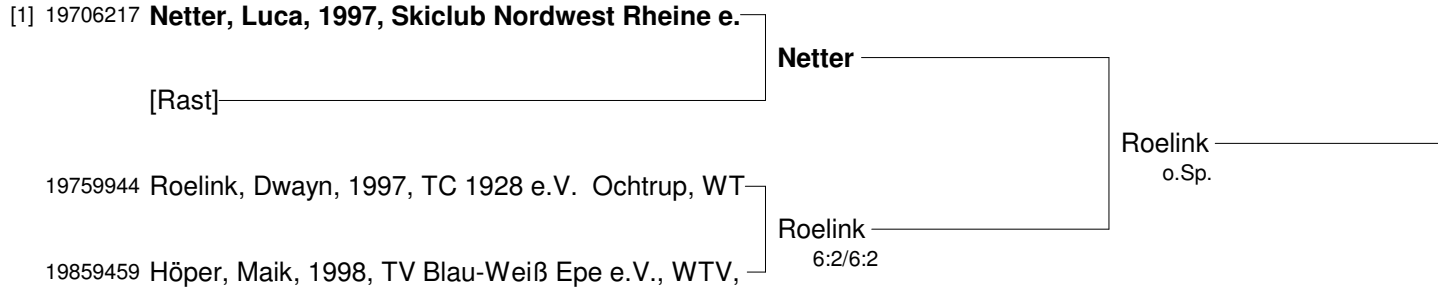 [1] 19706217 Netter, Luca, 1997, Skiclub Nordwest Rheine e.
Netter
[Rast]
Roelink
o.Sp.
19759944 Roelink, Dwayn, 1997, TC 1928 e.V. Ochtrup, WT
Roelink
6:2/6:2
19859459 Höper, Maik, 1998, TV Blau-Weiß Epe e.V., WTV,